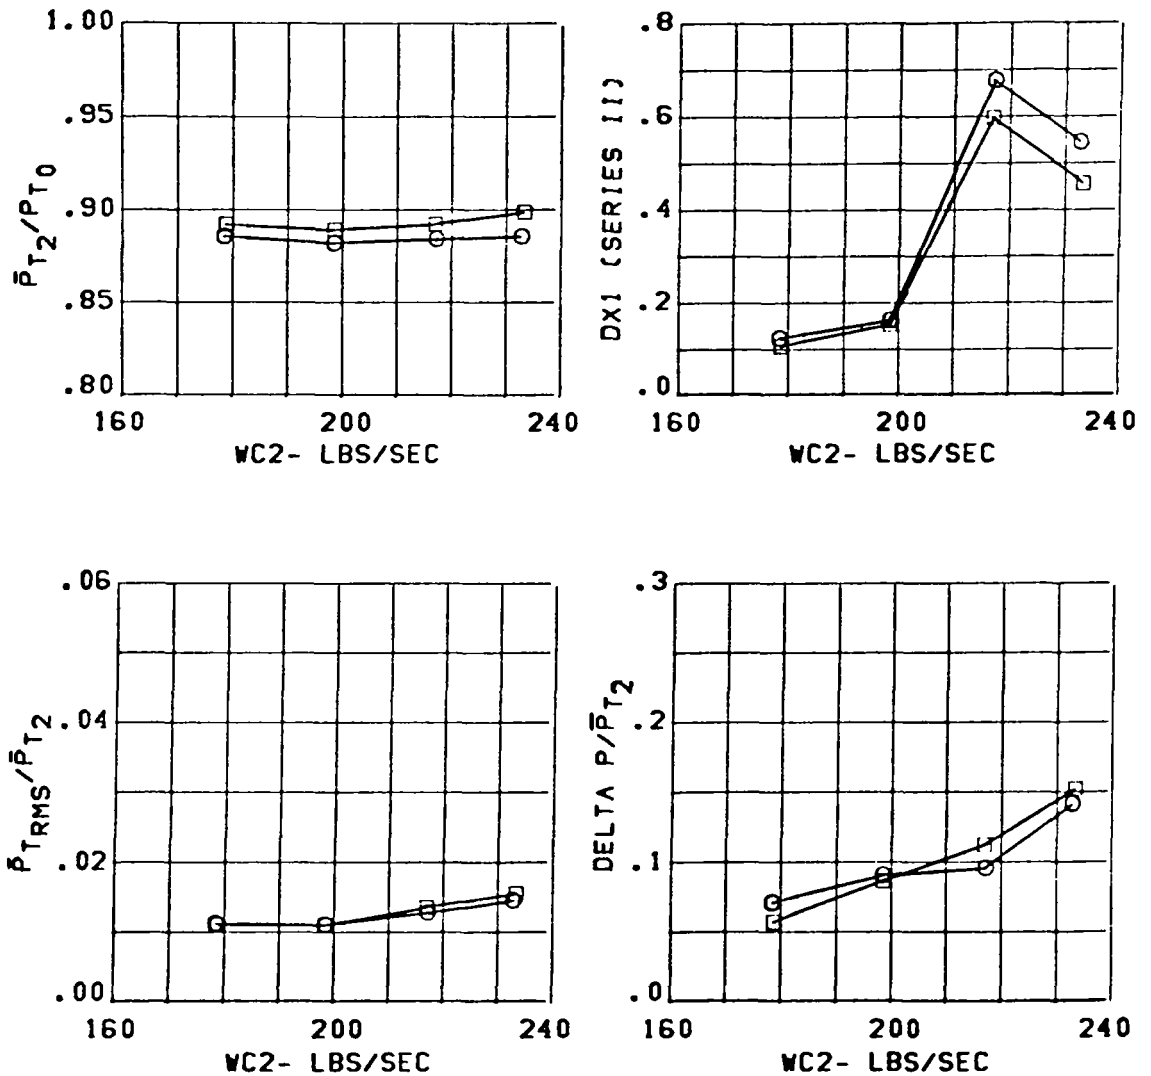 1.00
.95
.90
.85
.80
P̄T2/PT0
160 200 240
WC2- LBS/SEC
.8
.6
.4
.2
.0
DX1 (SERIES II)
160 200 240
WC2- LBS/SEC
.06
.04
.02
.00
P̄TRMS/P̄T2
160 200 240
WC2- LBS/SEC
.3
.2
.1
.0
DELTA P/P̄T2
160 200 240
WC2- LBS/SEC